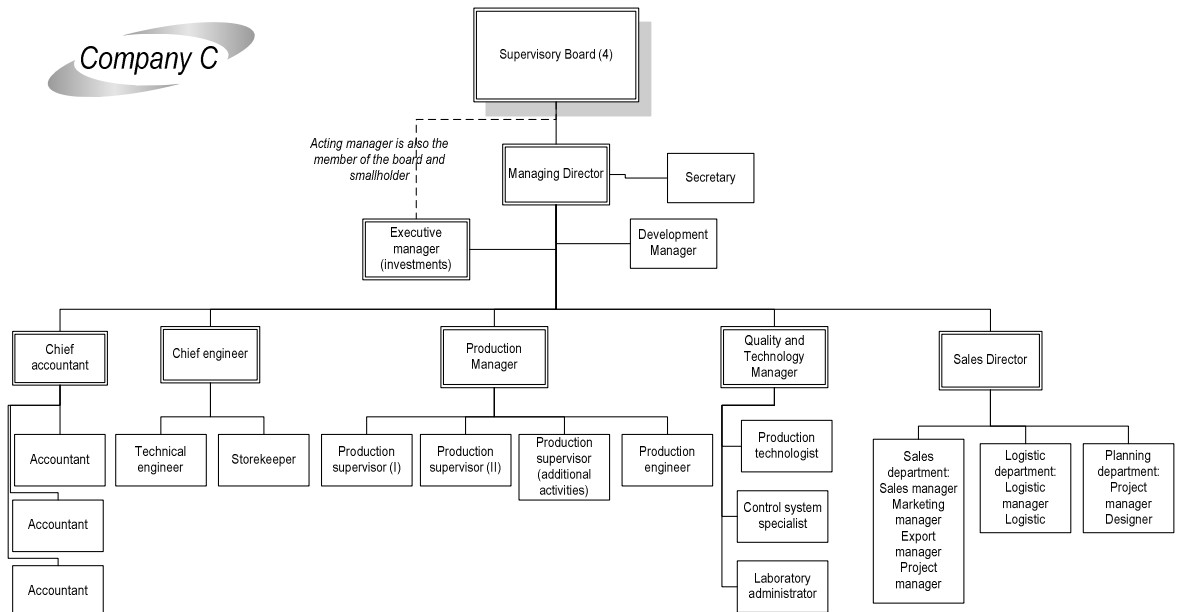 Company C
Supervisory Board (4)
Acting manager is also the
member of the board and
smallholder
Managing Director
Secretary
Executive
manager
(investments)
Development
Manager
Chief
accountant
Chief engineer
Production
Manager
Quality and
Technology
Manager
Sales Director
Accountant
Accountant
Accountant
Technical
engineer
Storekeeper
Production
supervisor (I)
Production
supervisor (II)
Production
supervisor
(additional
activities)
Production
engineer
Production
technologist
Control system
specialist
Laboratory
administrator
Sales
department:
Sales manager
Marketing
manager
Export
manager
Project
manager
Logistic
department:
Logistic
manager
Logistic
Planning
department:
Project
manager
Designer